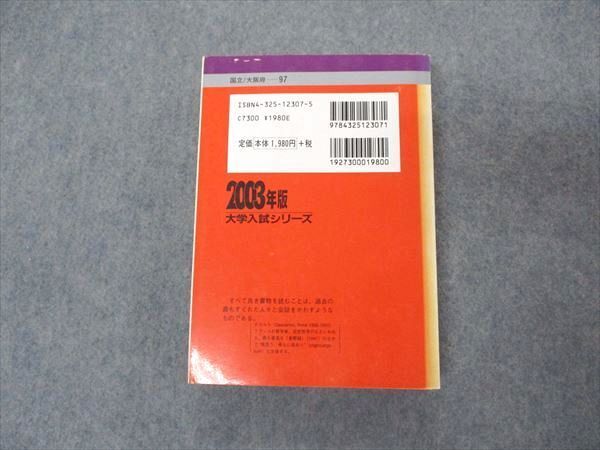 国立/大阪府……97
ISBN4-325-12307-5
C7300 ¥1980E
定価 本体 1,980円 +税
9784325123071
1927300019800
2003年版
大学入試シリーズ
すべて良き書物を読むことは、過去の
最もすぐれた人々と会話をかわすような
ものである。